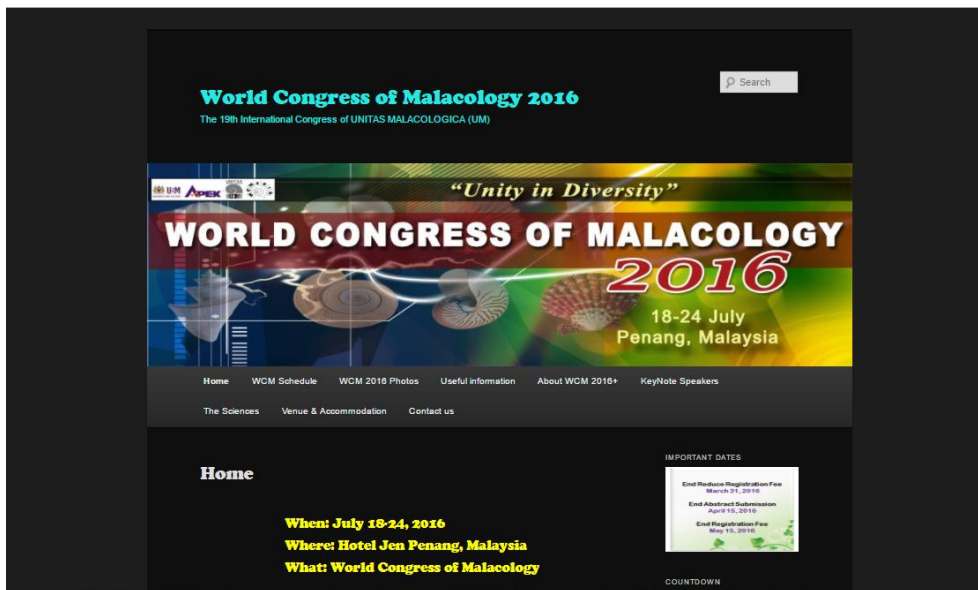 World Congress of Malacology 2016
The 19th International Congress of UNITAS MALACOLOGICA (UM)
Search
APEK
"Unity in Diversity"
WORLD CONGRESS OF MALACOLOGY
2016
18-24 July
Penang, Malaysia
Home WCM Schedule WCM 2016 Photos Useful information About WCM 2016+ KeyNote Speakers
The Sciences Venue & Accommodation Contact us
Home
When: July 18-24, 2016
Where: Hotel Jen Penang, Malaysia
What: World Congress of Malacology
IMPORTANT DATES
End Reduce Registration Fee
March 31, 2016
End Abstract Submission
April 15, 2016
End Registration Fee
May 15, 2016
COUNTDOWN